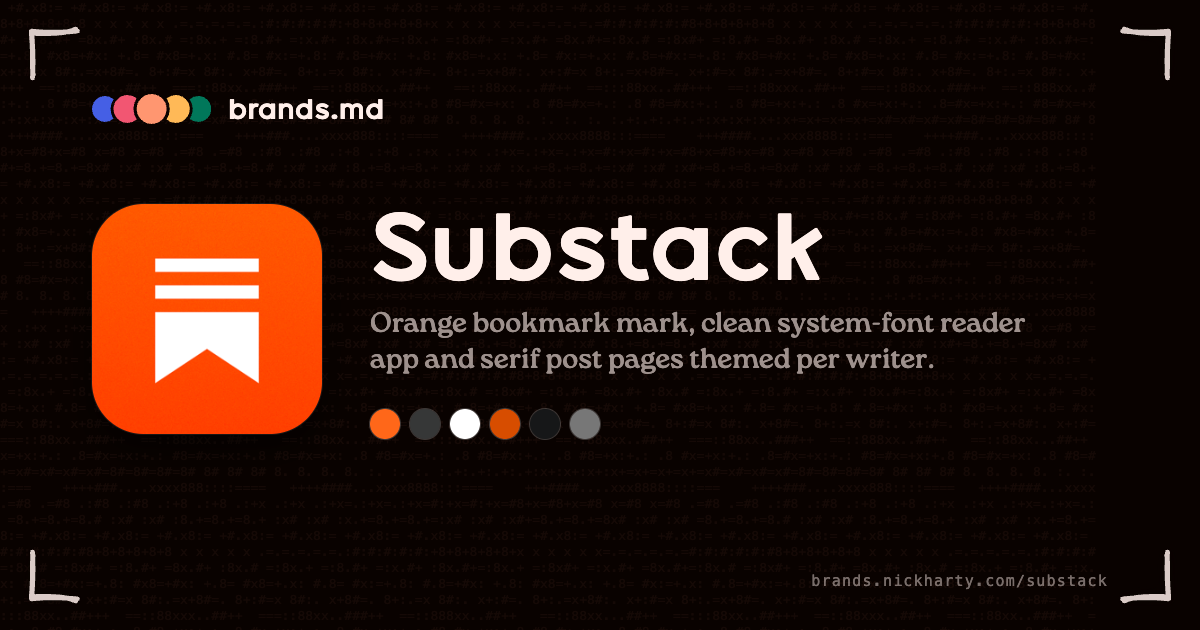 brands.md
Substack
Orange bookmark mark, clean system-font reader
app and serif post pages themed per writer.
brands.nickharty.com/substack